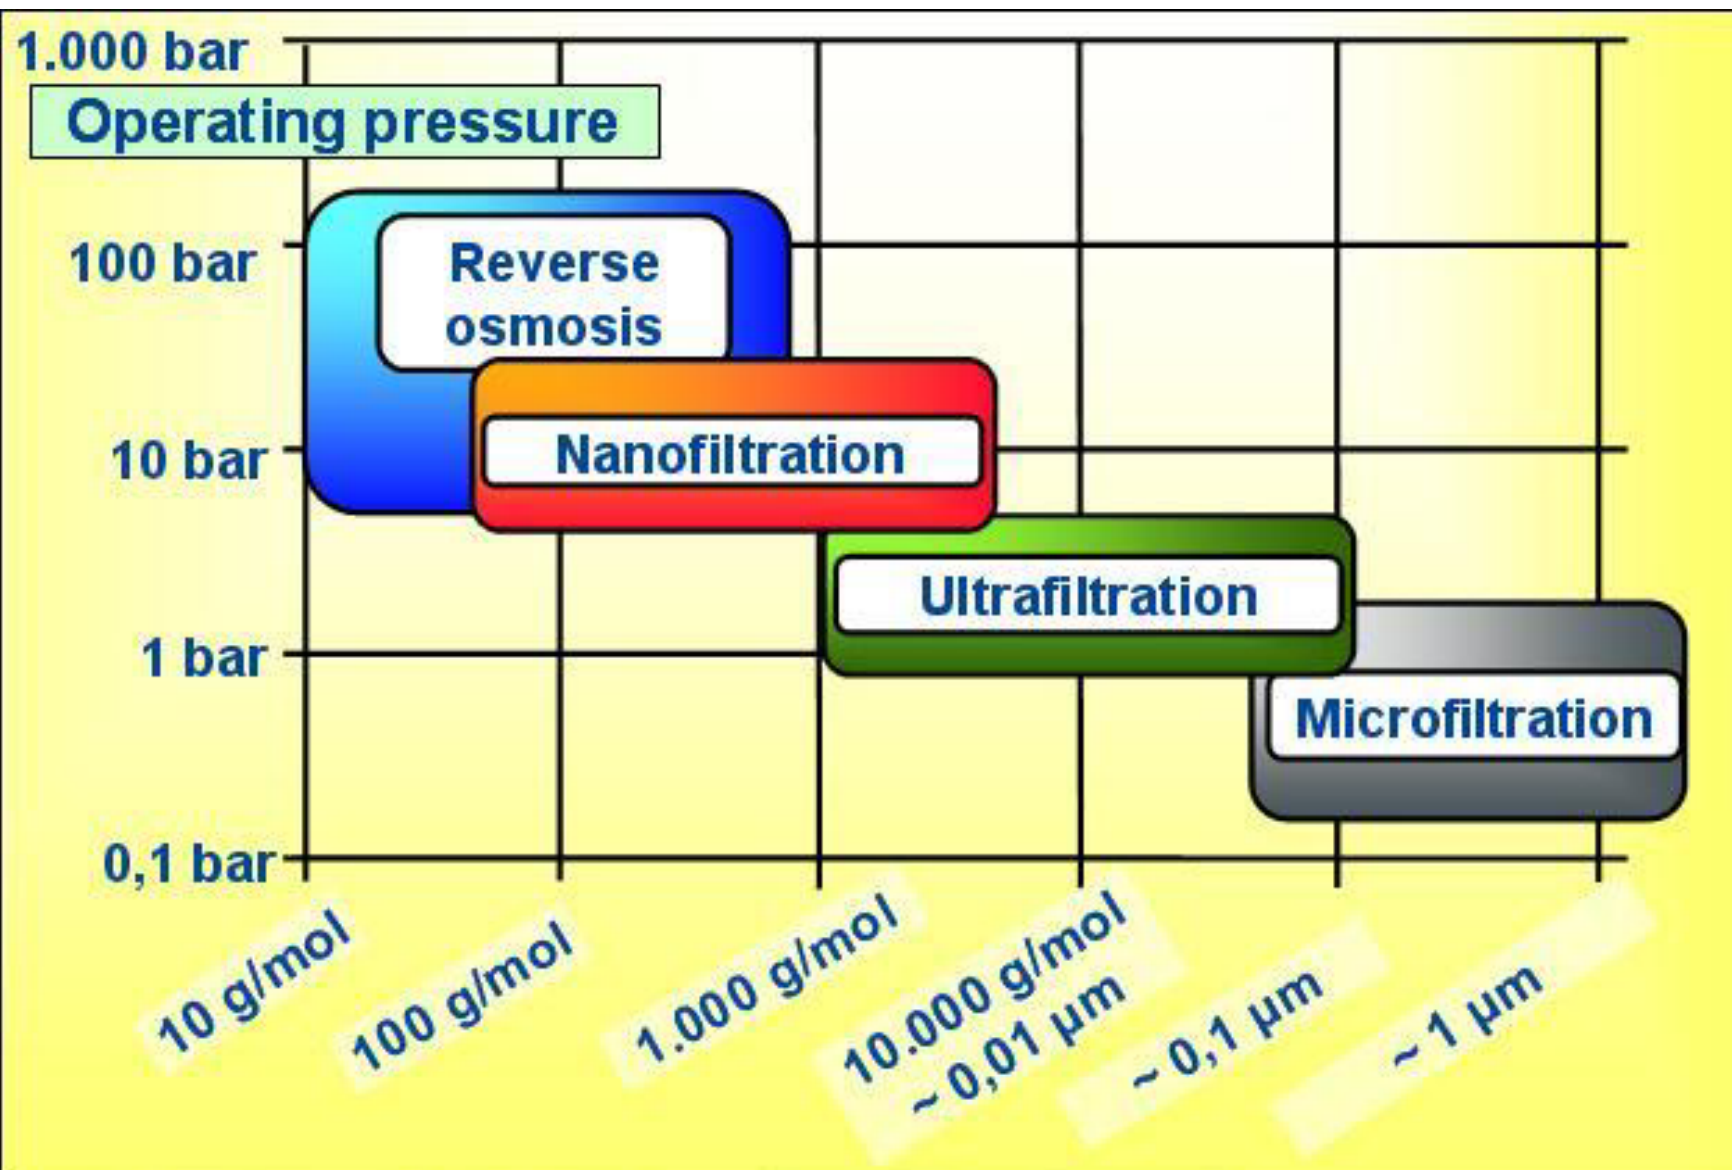 1.000 bar
Operating pressure
100 bar
Reverse
osmosis
10 bar
Nanofiltration
Ultrafiltration
1 bar
Microfiltration
0,1 bar
10 g/mol
100 g/mol
1.000 g/mol
10.000 g/mol
~ 0,01 µm
~ 0,1 µm
~ 1 µm